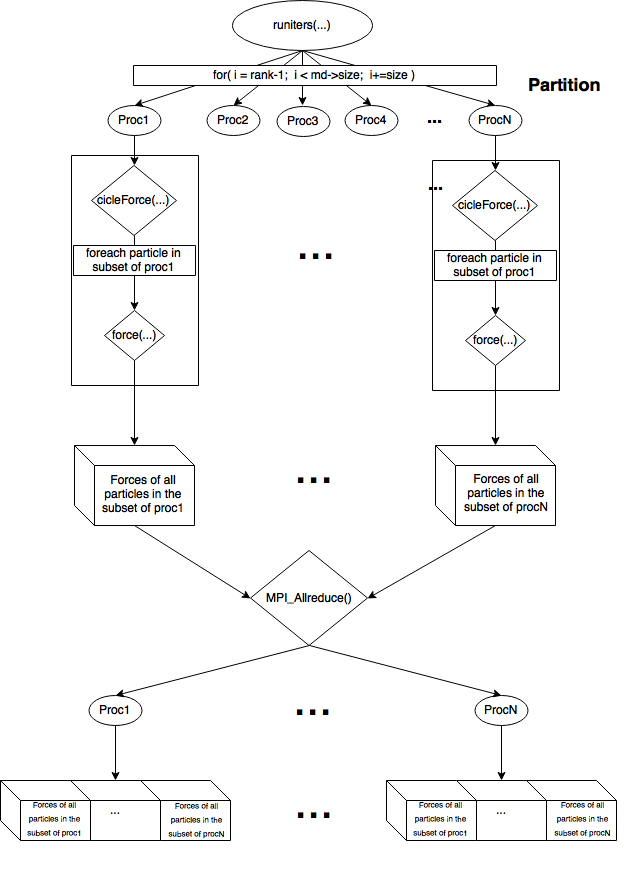 runiters(...)
for( i = rank-1; i < md->size; i+=size )
Partition
Proc1
Proc2
Proc3
Proc4
...
ProcN
cicleForce(...)
foreach particle in
subset of proc1
force(...)
...
...
cicleForce(...)
foreach particle in
subset of proc1
force(...)
Forces of all
particles in the
subset of proc1
...
Forces of all
particles in the
subset of procN
MPI_Allreduce()
Proc1
...
ProcN
Forces of all
particles in the
subset of proc1
...
Forces of all
particles in the
subset of procN
...
Forces of all
particles in the
subset of proc1
...
Forces of all
particles in the
subset of procN